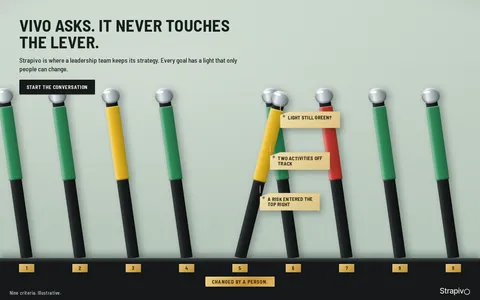 VIVO ASKS. IT NEVER TOUCHES
THE LEVER.
Strapivo is where a leadership team keeps its strategy. Every goal has a light that only
people can change.
START THE CONVERSATION
LIGHT STILL GREEN?
TWO ACTIVITIES OFF
TRACK
A RISK ENTERED THE
TOP RIGHT
1 2 3 4 5 6 7 8 9
CHANGED BY A PERSON.
Nine criteria. Illustrative.
Strapivo